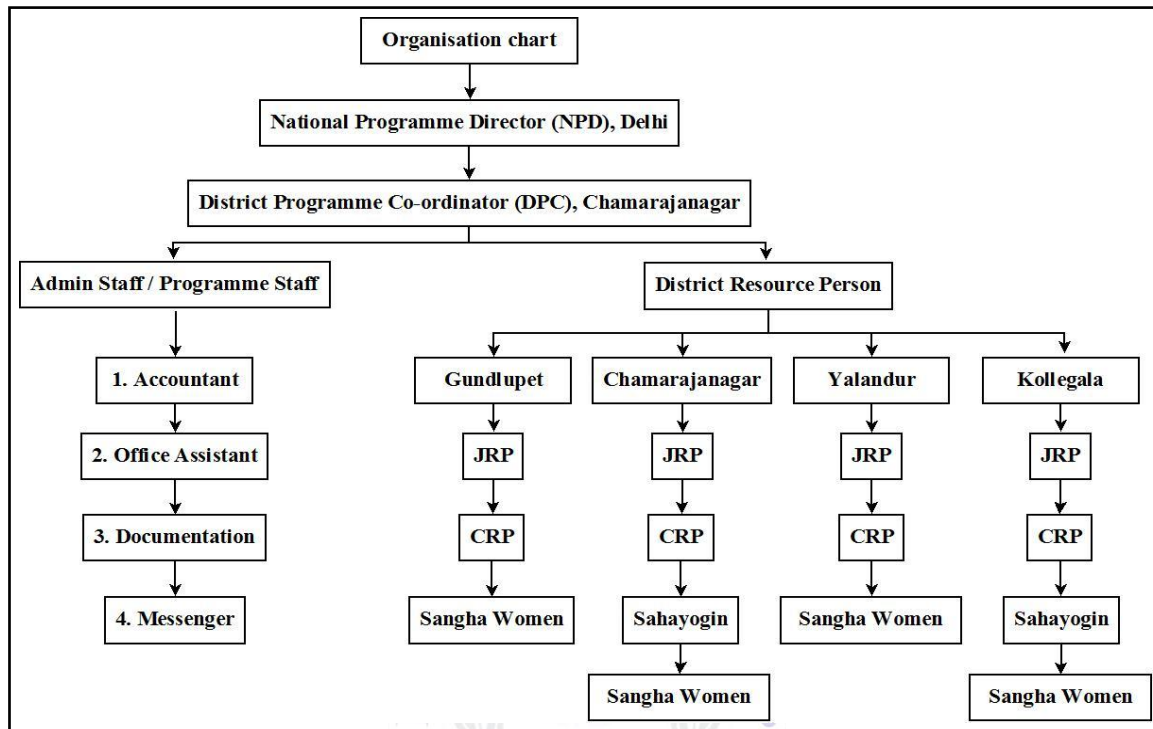 Organisation chart
National Programme Director (NPD), Delhi
District Programme Co-ordinator (DPC), Chamarajanagar
Admin Staff / Programme Staff
District Resource Person
1. Accountant
Gundlupet
Chamarajanagar
Yalandur
Kollegala
2. Office Assistant
JRP
JRP
JRP
JRP
3. Documentation
CRP
CRP
CRP
CRP
4. Messenger
Sangha Women
Sahayogin
Sangha Women
Sahayogin
Sangha Women
Sangha Women